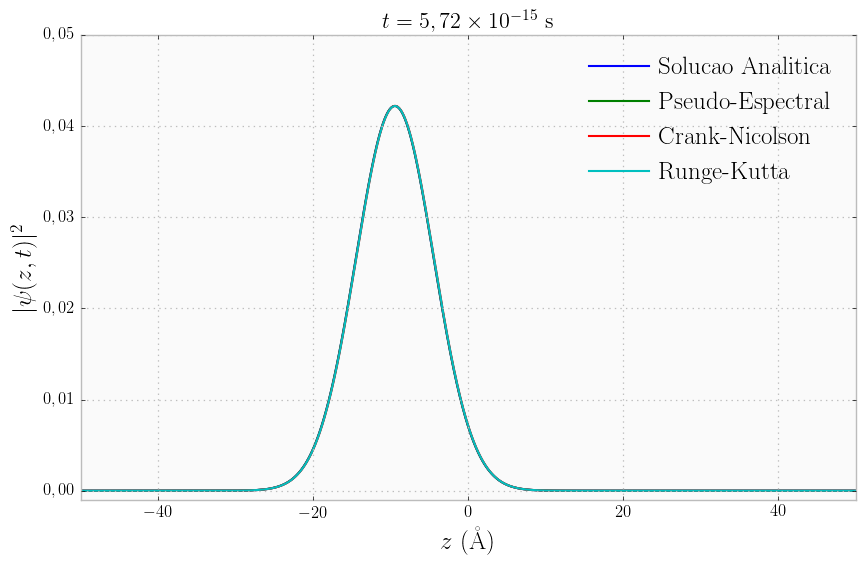 t = 5,72 × 10⁻¹⁵ s
0,05
0,04
0,03
0,02
0,01
0,00
|ψ(z, t)|²
Solucao Analitica
Pseudo-Espectral
Crank-Nicolson
Runge-Kutta
−40 −20 0 20 40
z (Å)